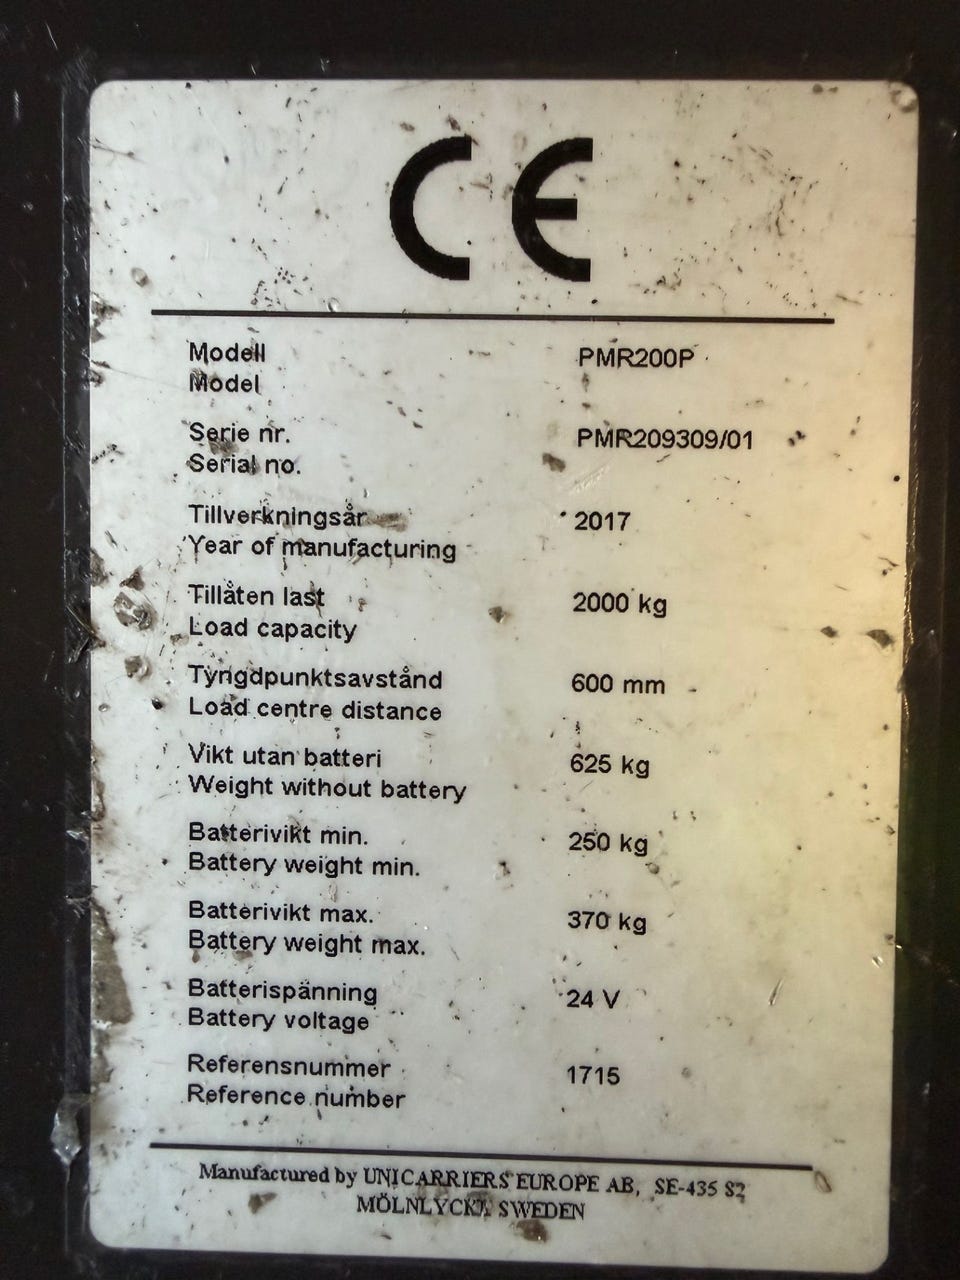 CE
Modell PMR200P
Model
Serie nr. PMR209309/01
Serial no.
Tillverkningsår 2017
Year of manufacturing
Tillåten last 2000 kg
Load capacity
Tyngdpunktsavstånd 600 mm
Load centre distance
Vikt utan batteri 625 kg
Weight without battery
Batterivikt min. 250 kg
Battery weight min.
Batterivikt max. 370 kg
Battery weight max.
Batterispänning 24 V
Battery voltage
Referensnummer 1715
Reference number
Manufactured by UNICARRIERS EUROPE AB, SE-435 82
MÖLNLYCKE SWEDEN